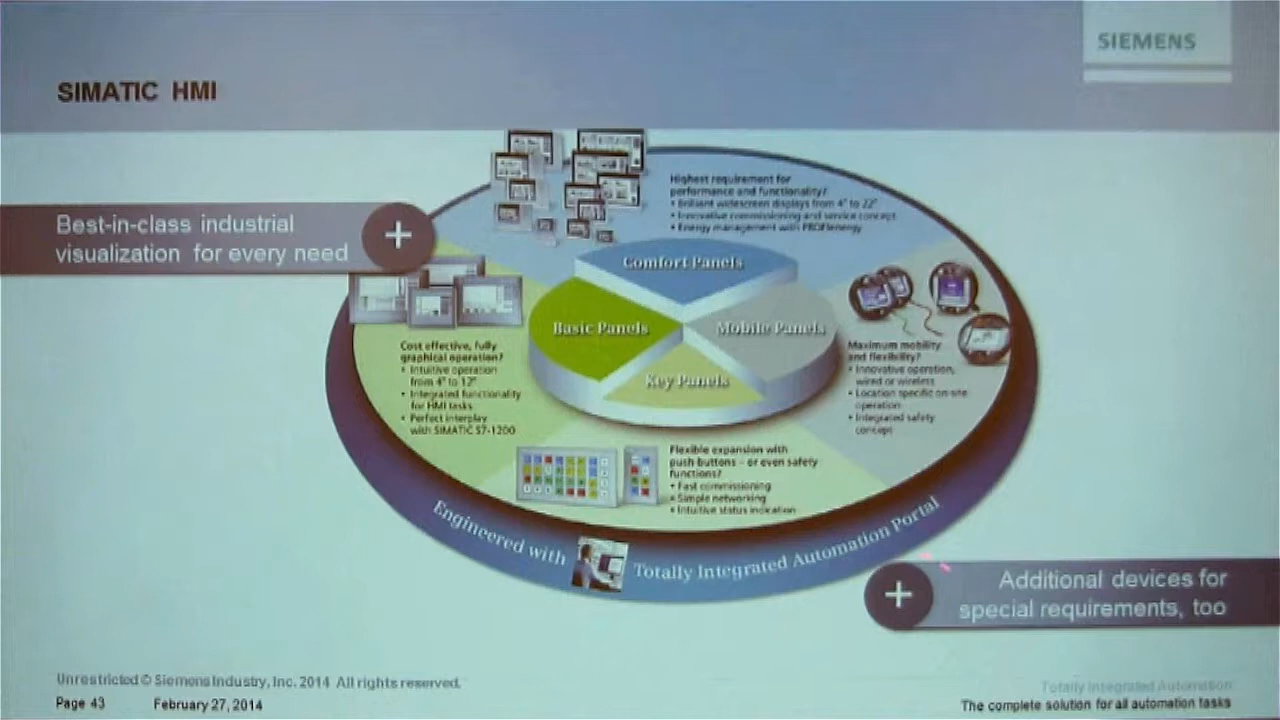 SIEMENS
SIMATIC HMI
Best-in-class industrial
visualization for every need
Highest requirement for
performance and functionality?
• Brilliant widescreen displays from 4" to 22"
• Innovative commissioning and service concept
• Energy management with PROFIenergy
Comfort Panels
Basic Panels
Mobile Panels
Key Panels
Cost effective, fully
graphical operation?
• Intuitive operation
from 4" to 12"
• Integrated functionality
for HMI tasks
• Perfect interplay
with SIMATIC S7-1200
Maximum mobility
and flexibility?
• Innovative operation,
wired or wireless
• Location specific on-site
operation
• Integrated safety
concept
Flexible expansion with
push buttons – or even safety
functions?
• Fast commissioning
• Simple networking
• Intuitive status indication
Engineered with Totally Integrated Automation Portal
Additional devices for
special requirements, too
Unrestricted © Siemens Industry, Inc. 2014 All rights reserved.
Page 43 February 27, 2014
Totally Integrated Automation
The complete solution for all automation tasks